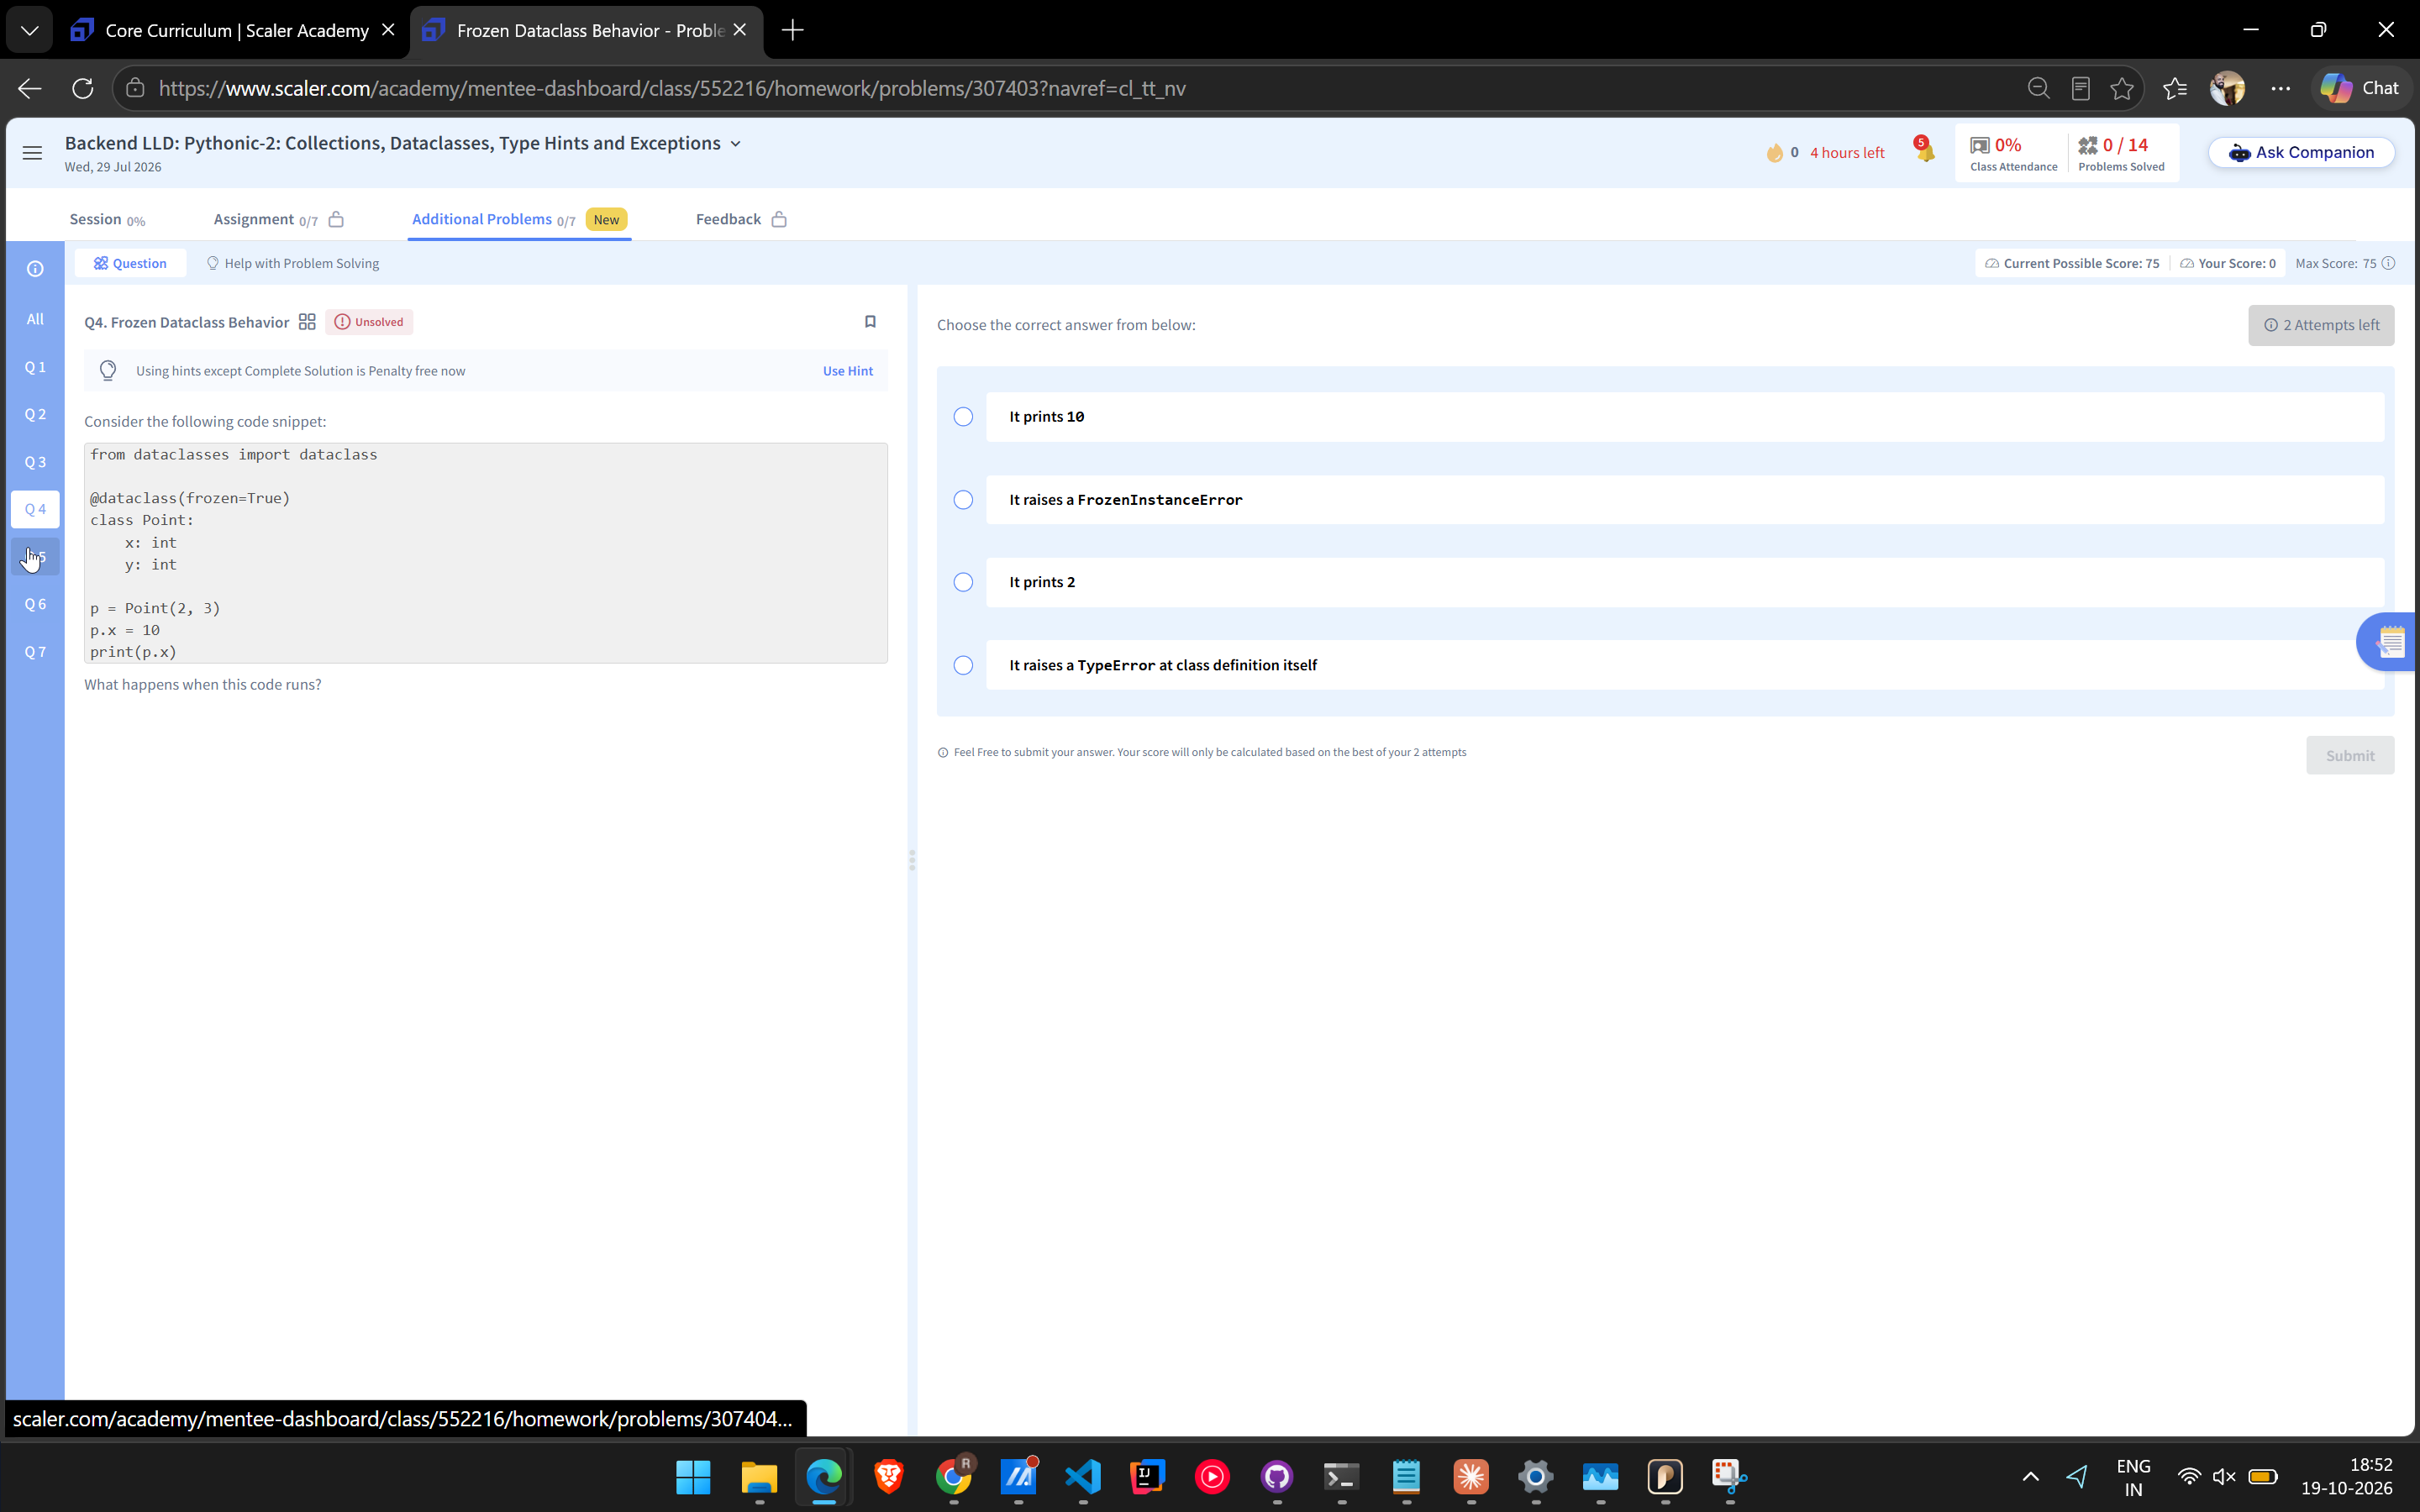 Core Curriculum | Scaler Academy
Frozen Dataclass Behavior - Proble
https://www.scaler.com/academy/mentee-dashboard/class/552216/homework/problems/307403?navref=cl_tt_nv
Chat
Backend LLD: Pythonic-2: Collections, Dataclasses, Type Hints and Exceptions
Wed, 29 Jul 2026
0 4 hours left
5
0%
Class Attendance
0 / 14
Problems Solved
Ask Companion
Session 0%
Assignment 0/7
Additional Problems 0/7 New
Feedback
Question
Help with Problem Solving
Current Possible Score: 75
Your Score: 0
Max Score: 75
All
Q 1
Q 2
Q 3
Q 4
5
Q 6
Q 7
Q4. Frozen Dataclass Behavior
Unsolved
Using hints except Complete Solution is Penalty free now
Use Hint
Consider the following code snippet:
from dataclasses import dataclass
@dataclass(frozen=True)
class Point:
x: int
y: int
p = Point(2, 3)
p.x = 10
print(p.x)
What happens when this code runs?
Choose the correct answer from below:
2 Attempts left
It prints 10
It raises a FrozenInstanceError
It prints 2
It raises a TypeError at class definition itself
Feel Free to submit your answer. Your score will only be calculated based on the best of your 2 attempts
Submit
scaler.com/academy/mentee-dashboard/class/552216/homework/problems/307404...
R
IJ
ENG
IN
18:52
19-10-2026